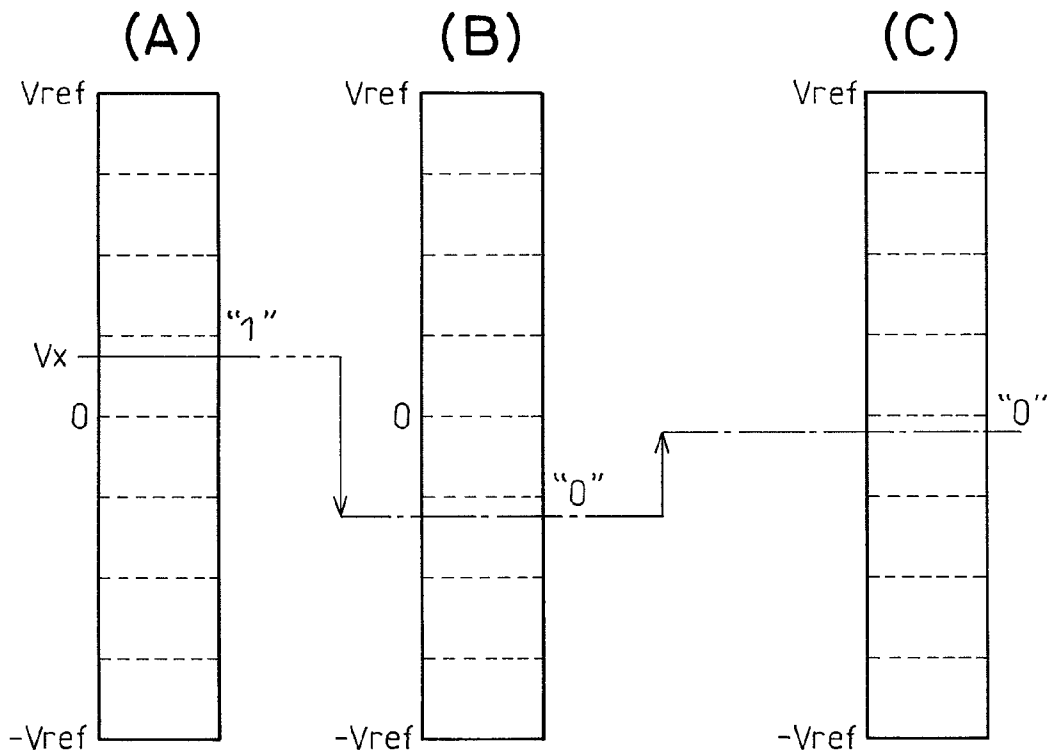 (A) (B) (C)
Vref Vref Vref
“1”
Vx
0 0 “0”
“0”
-Vref -Vref -Vref